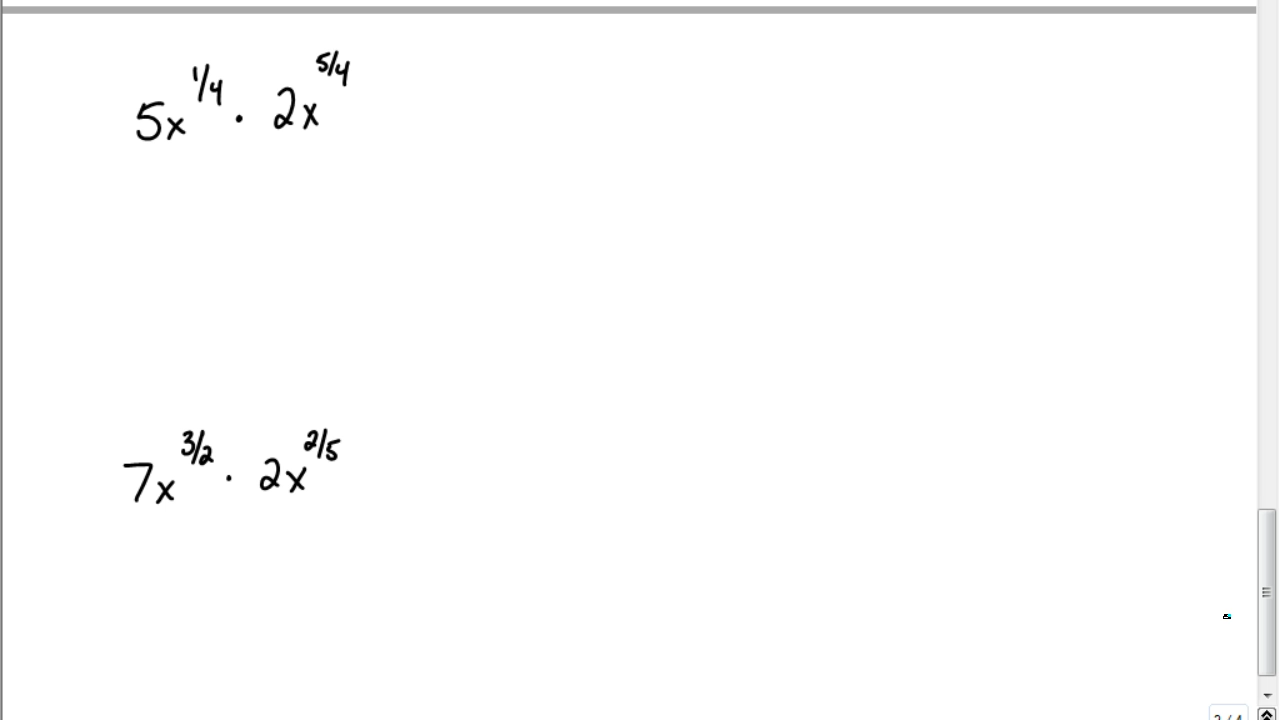 5x^{1/4} · 2x^{5/4}
7x^{3/2} · 2x^{2/5}